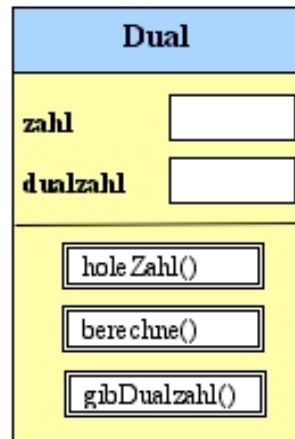 Dual
zahl
dualzahl
holeZahl()
berechne()
gibDualzahl()